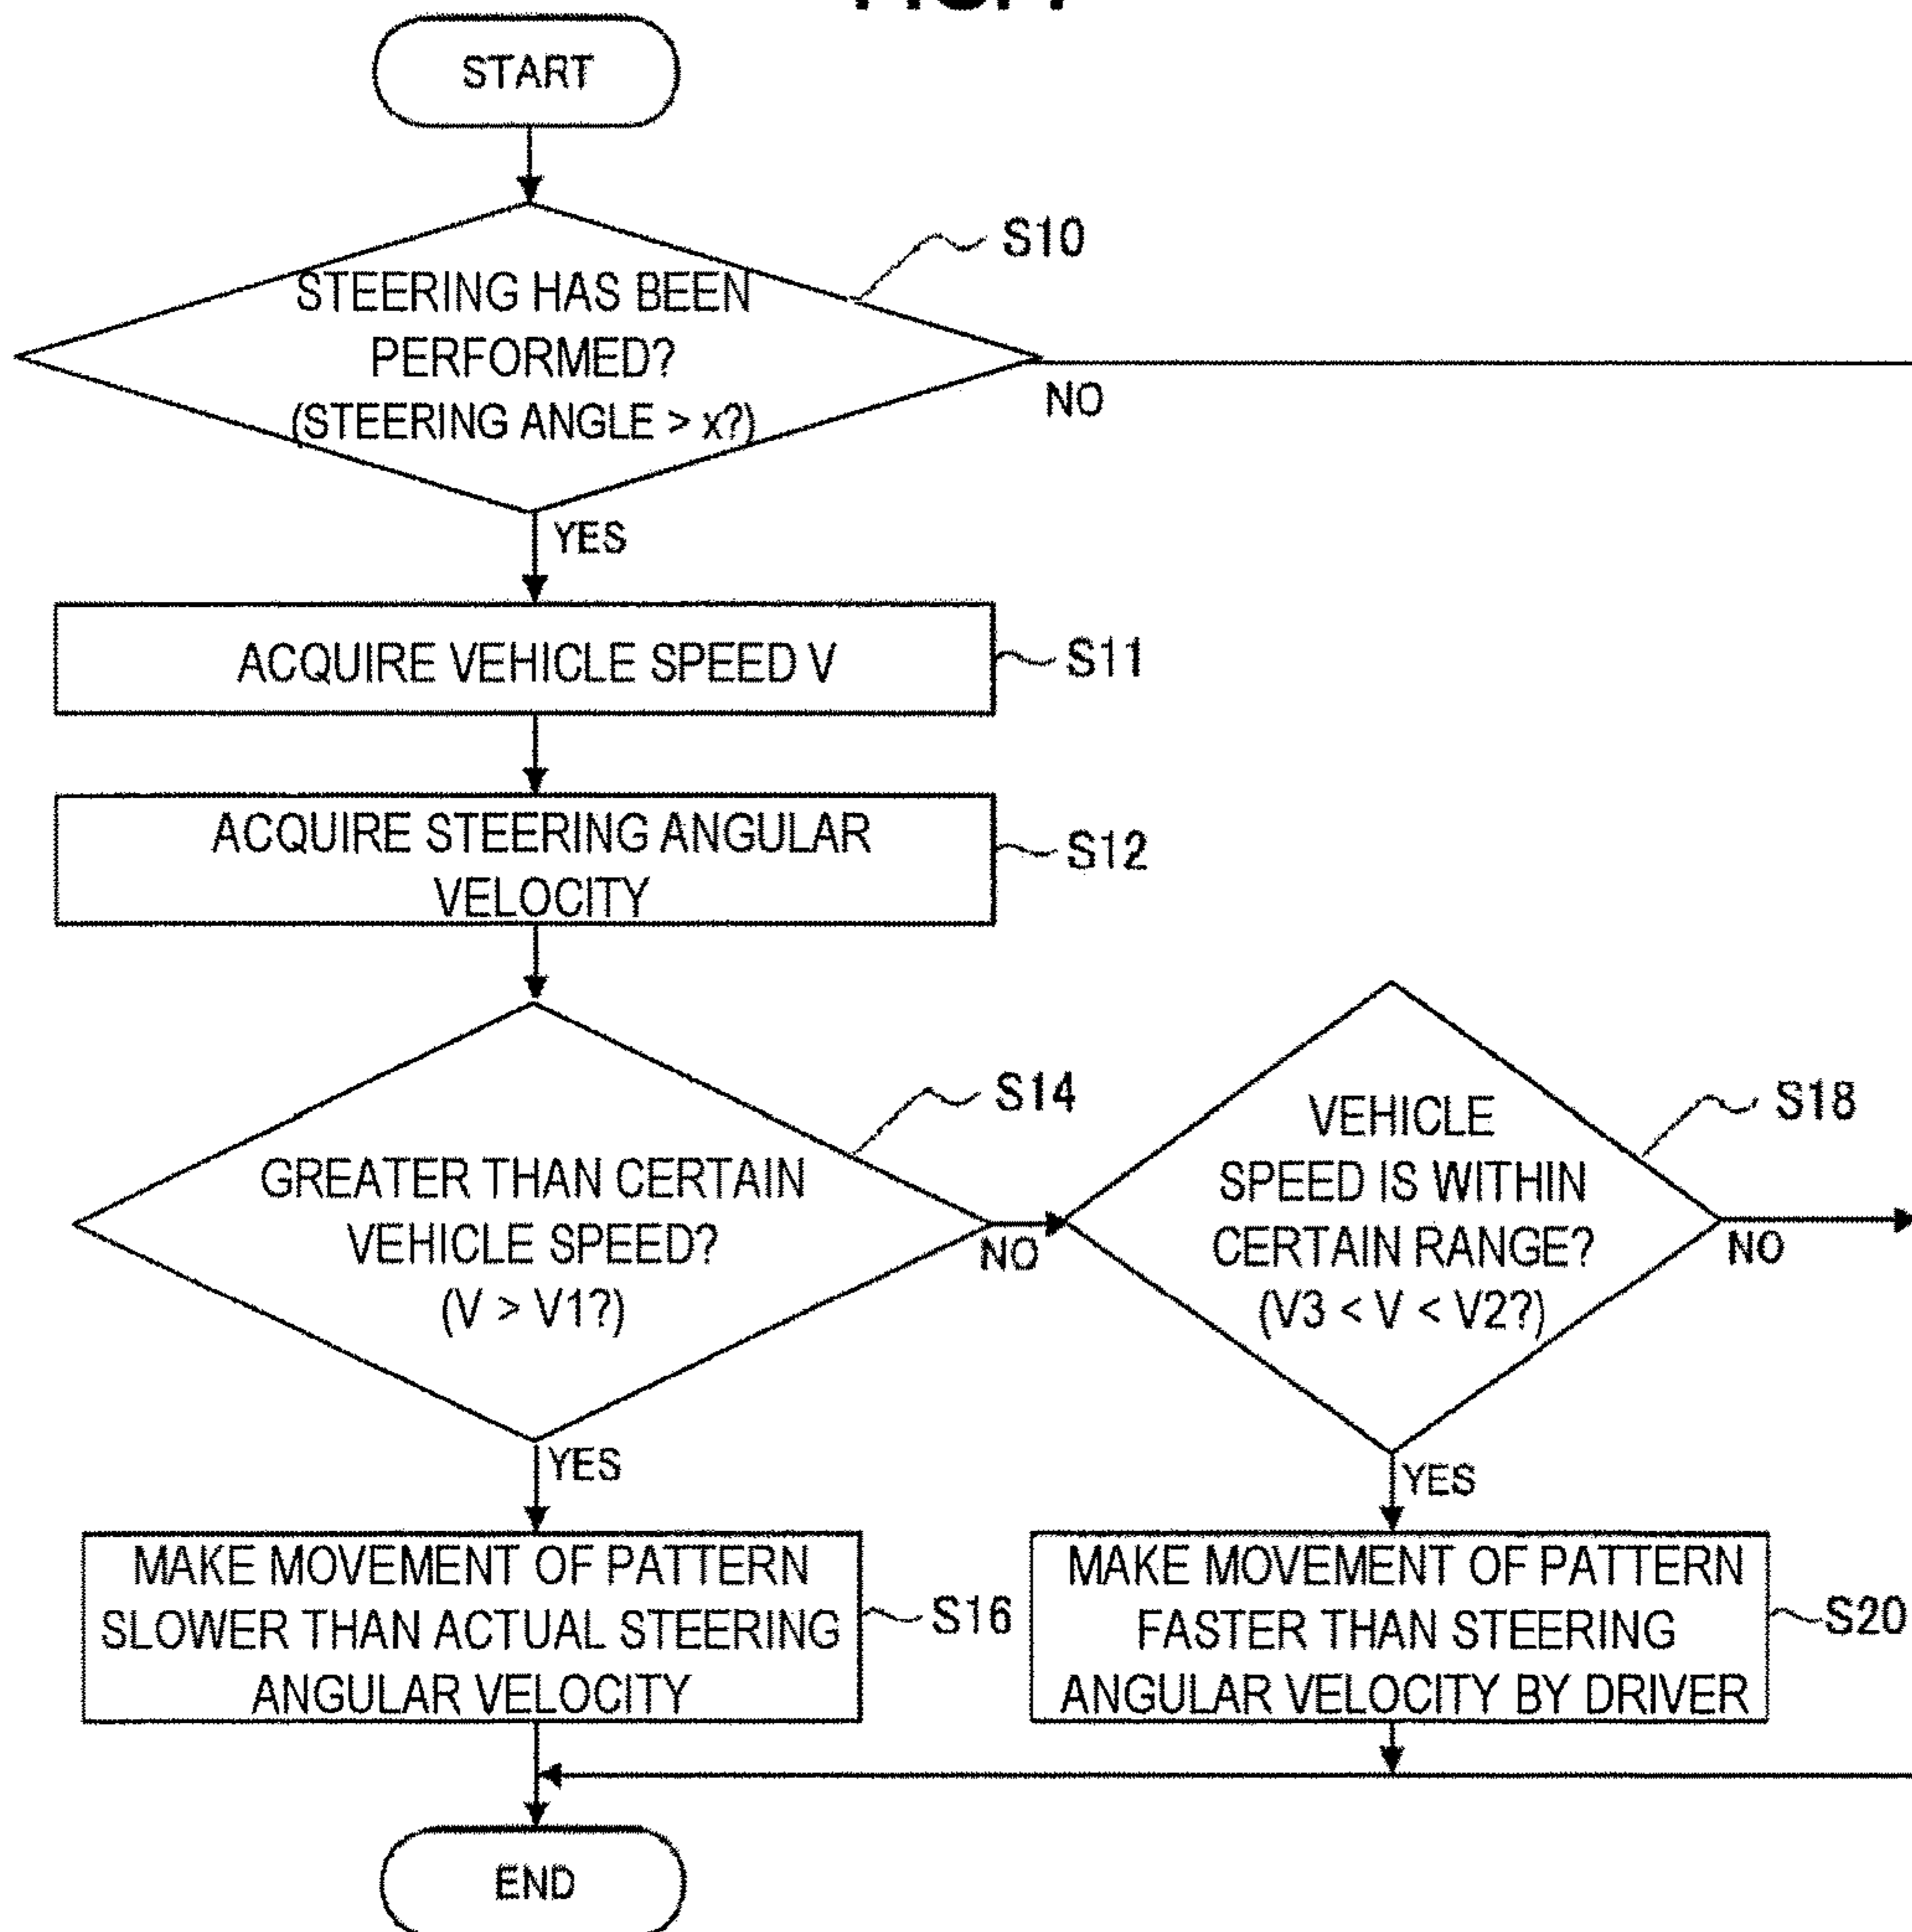 START
S10
STEERING HAS BEEN
PERFORMED?
(STEERING ANGLE > x?)
NO
YES
ACQUIRE VEHICLE SPEED V
S11
ACQUIRE STEERING ANGULAR
VELOCITY
S12
S14
GREATER THAN CERTAIN
VEHICLE SPEED?
(V > V1?)
NO
YES
S18
VEHICLE
SPEED IS WITHIN
CERTAIN RANGE?
(V3 < V < V2?)
NO
YES
MAKE MOVEMENT OF PATTERN
SLOWER THAN ACTUAL STEERING
ANGULAR VELOCITY
S16
MAKE MOVEMENT OF PATTERN
FASTER THAN STEERING
ANGULAR VELOCITY BY DRIVER
S20
END